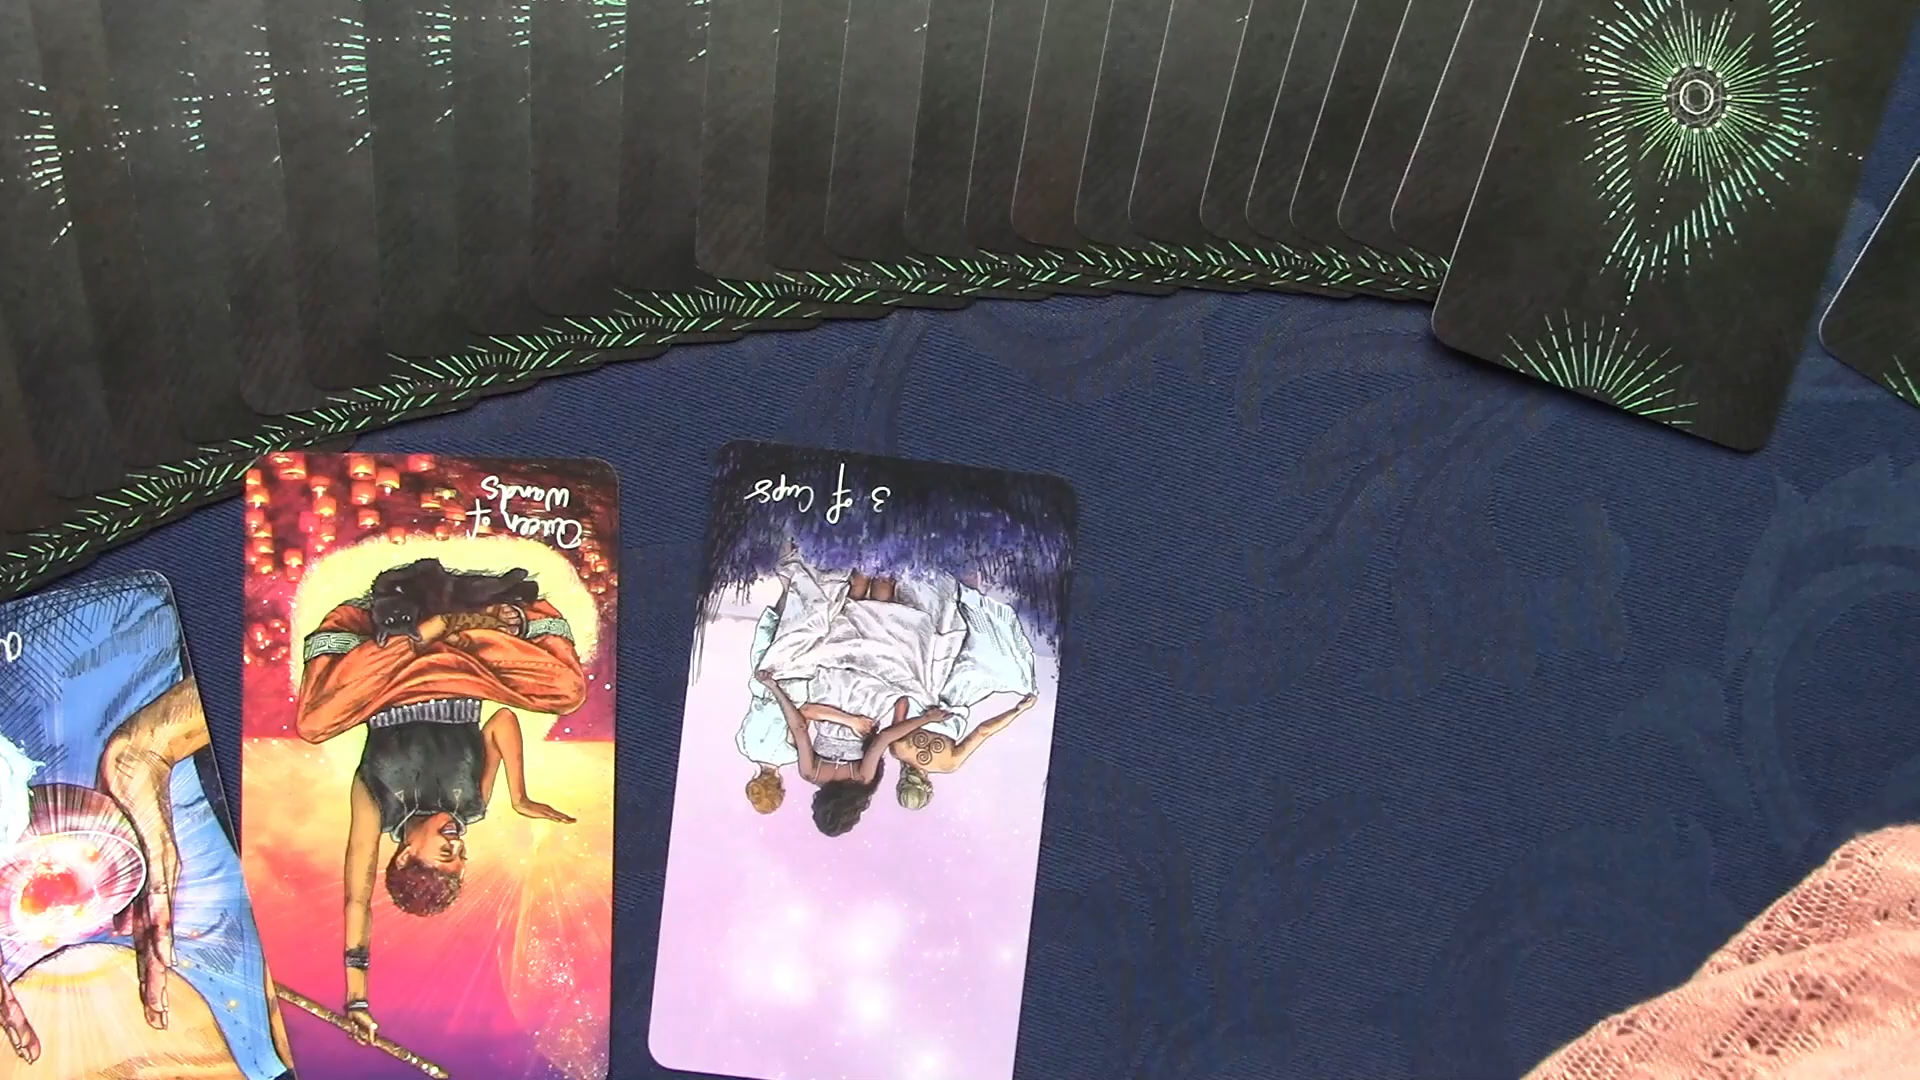 Queen of
Wands
3 of Cups